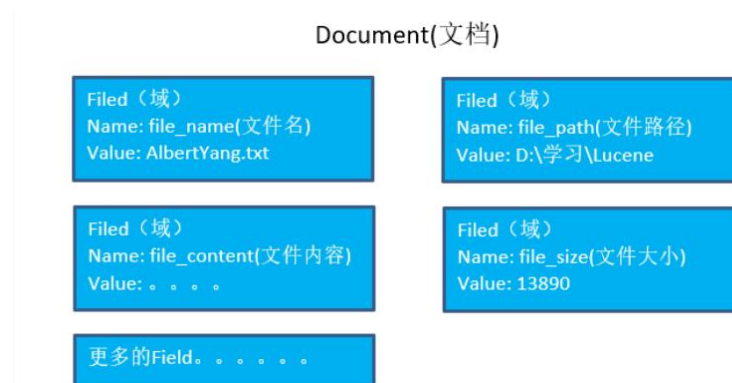 Document(文档)
Filed（域）
Name: file_name(文件名)
Value: AlbertYang.txt
Filed（域）
Name: file_path(文件路径)
Value: D:\学习\Lucene
Filed（域）
Name: file_content(文件内容)
Value: 。。。。
Filed（域）
Name: file_size(文件大小)
Value: 13890
更多的Field。。。。。。